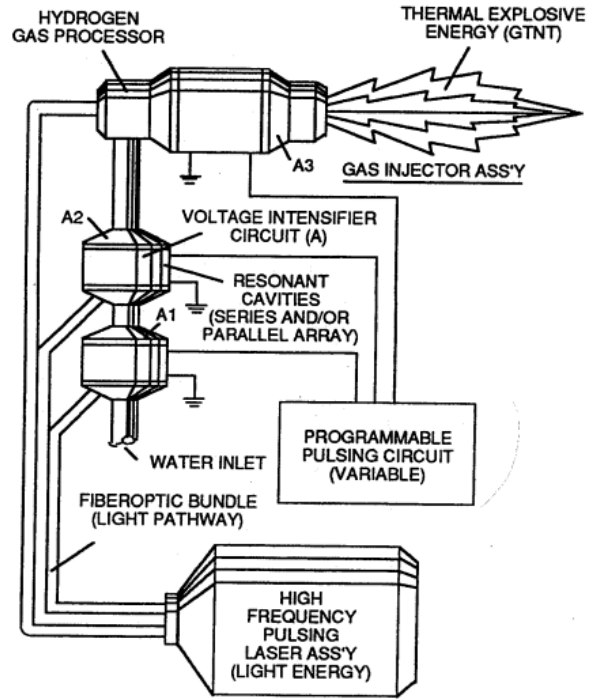 HYDROGEN
GAS PROCESSOR
THERMAL EXPLOSIVE
ENERGY (GTNT)
A3
GAS INJECTOR ASS'Y
A2
VOLTAGE INTENSIFIER
CIRCUIT (A)
RESONANT
CAVITIES
(SERIES AND/OR
PARALLEL ARRAY)
A1
PROGRAMMABLE
PULSING CIRCUIT
(VARIABLE)
WATER INLET
FIBEROPTIC BUNDLE
(LIGHT PATHWAY)
HIGH
FREQUENCY
PULSING
LASER ASS'Y
(LIGHT ENERGY)